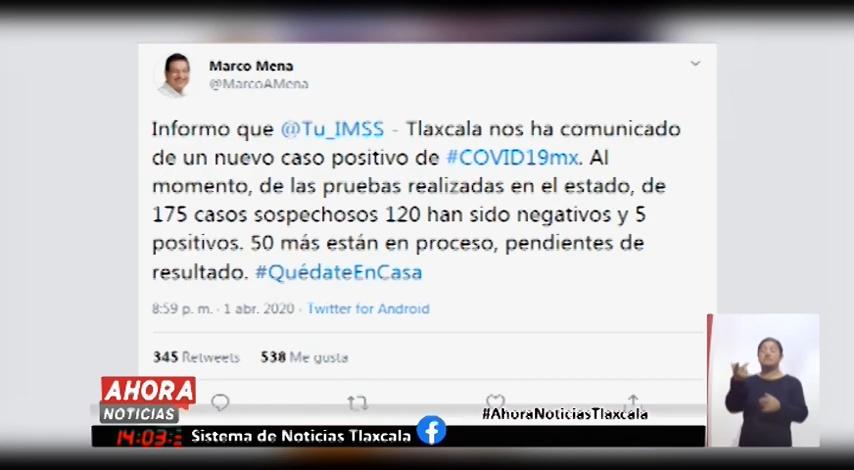 Marco Mena
@MarcoAMena
Informo que @Tu_IMSS - Tlaxcala nos ha comunicado
de un nuevo caso positivo de #COVID19mx. Al
momento, de las pruebas realizadas en el estado, de
175 casos sospechosos 120 han sido negativos y 5
positivos. 50 más están en proceso, pendientes de
resultado. #QuédateEnCasa
8:59 p. m. · 1 abr. 2020 · Twitter for Android
345 Retweets 538 Me gusta
AHORA
NOTICIAS
#AhoraNoticiasTlaxcala
14:03: Sistema de Noticias Tlaxcala